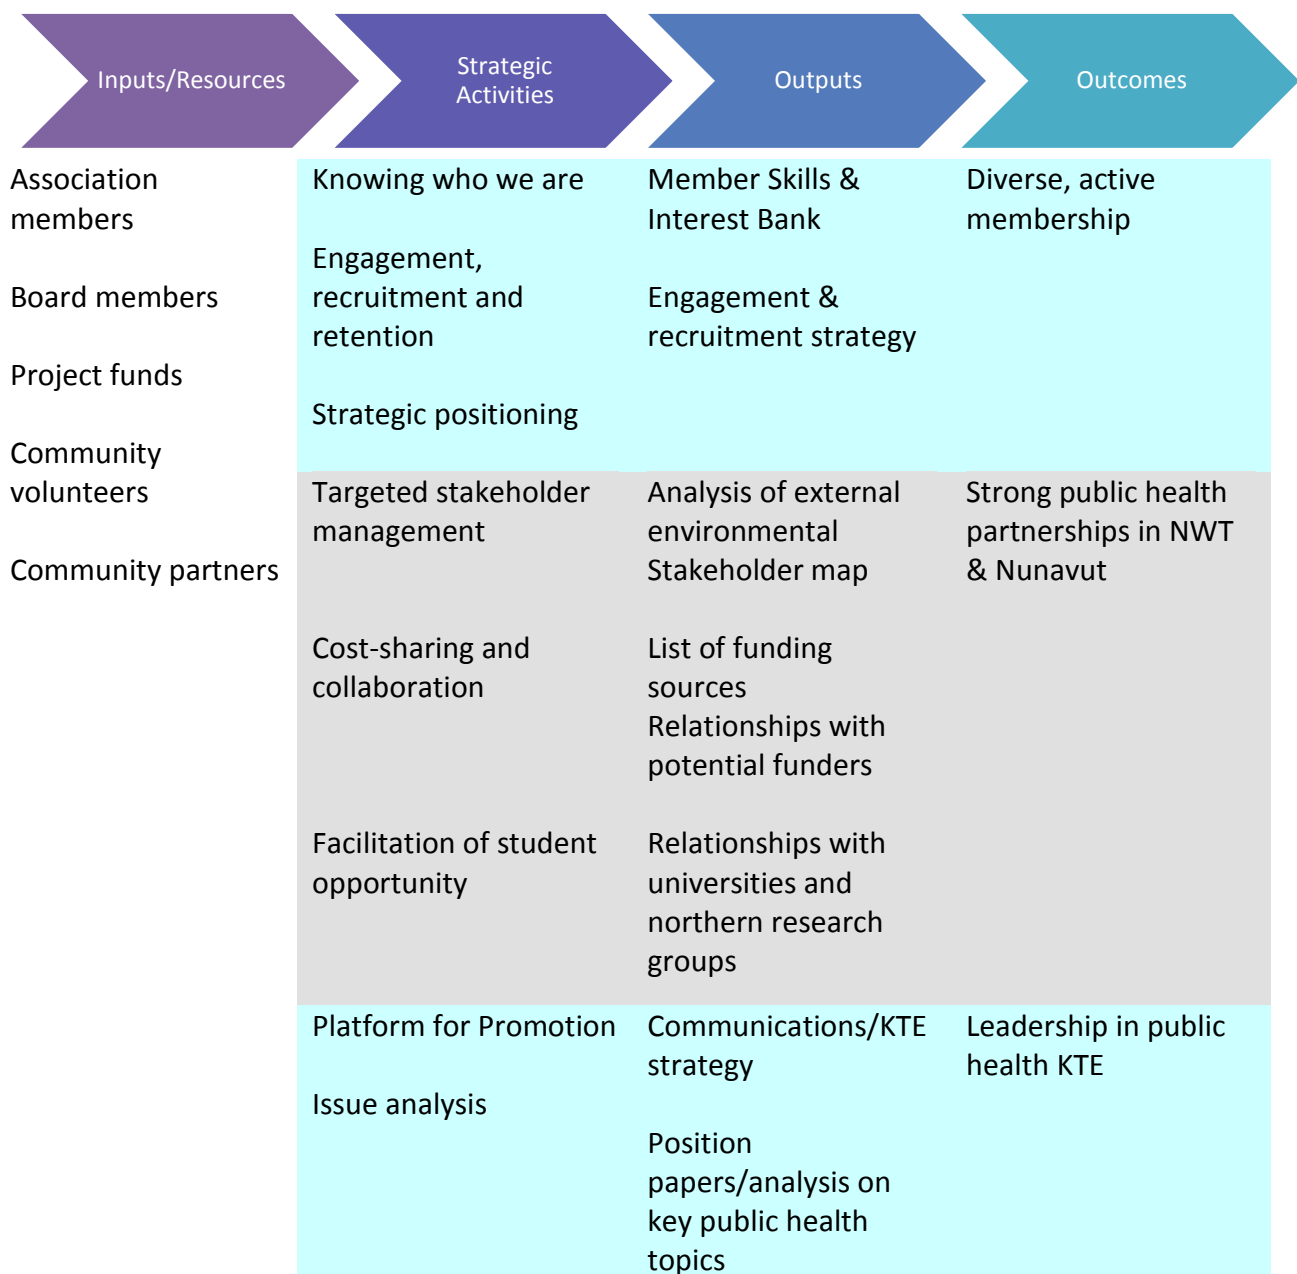 Inputs/Resources
Strategic
Activities
Outputs
Outcomes
Association
members
Board members
Project funds
Community
volunteers
Community partners
Knowing who we are
Engagement,
recruitment and
retention
Strategic positioning
Member Skills &
Interest Bank
Engagement &
recruitment strategy
Diverse, active
membership
Targeted stakeholder
management
Cost-sharing and
collaboration
Facilitation of student
opportunity
Analysis of external
environmental
Stakeholder map
List of funding
sources
Relationships with
potential funders
Relationships with
universities and
northern research
groups
Strong public health
partnerships in NWT
& Nunavut
Platform for Promotion
Issue analysis
Communications/KTE
strategy
Position
papers/analysis on
key public health
topics
Leadership in public
health KTE